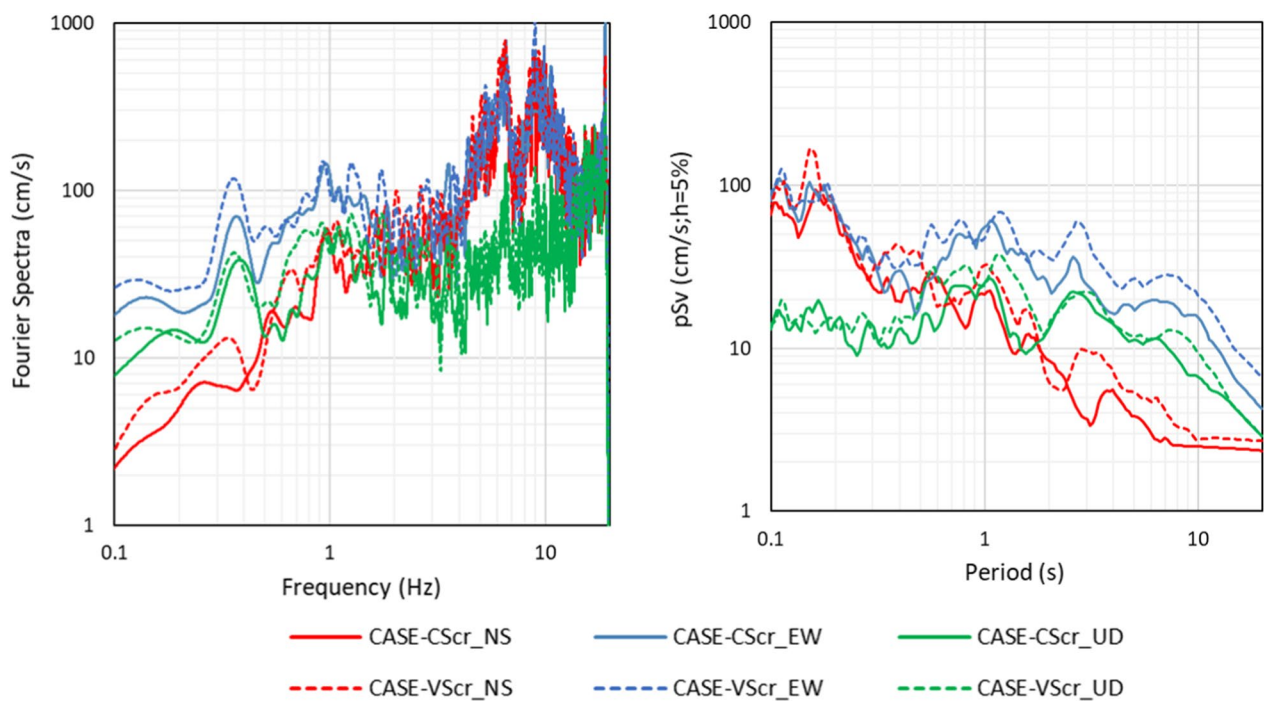 Fourier Spectra (cm/s)
1000
100
10
1
0.1 1 10
Frequency (Hz)
pSv (cm/s;h=5%)
1000
100
10
1
0.1 1 10
Period (s)
CASE-CScr_NS CASE-CScr_EW CASE-CScr_UD
CASE-VScr_NS CASE-VScr_EW CASE-VScr_UD